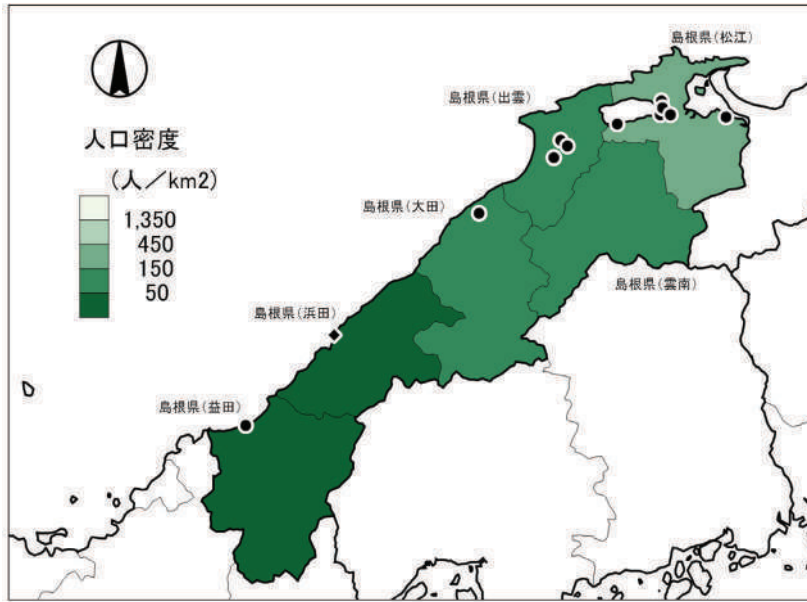 島根県(松江)
島根県(出雲)
人口密度
(人/km2)
1,350
450
150
50
島根県(大田)
島根県(雲南)
島根県(浜田)
島根県(益田)